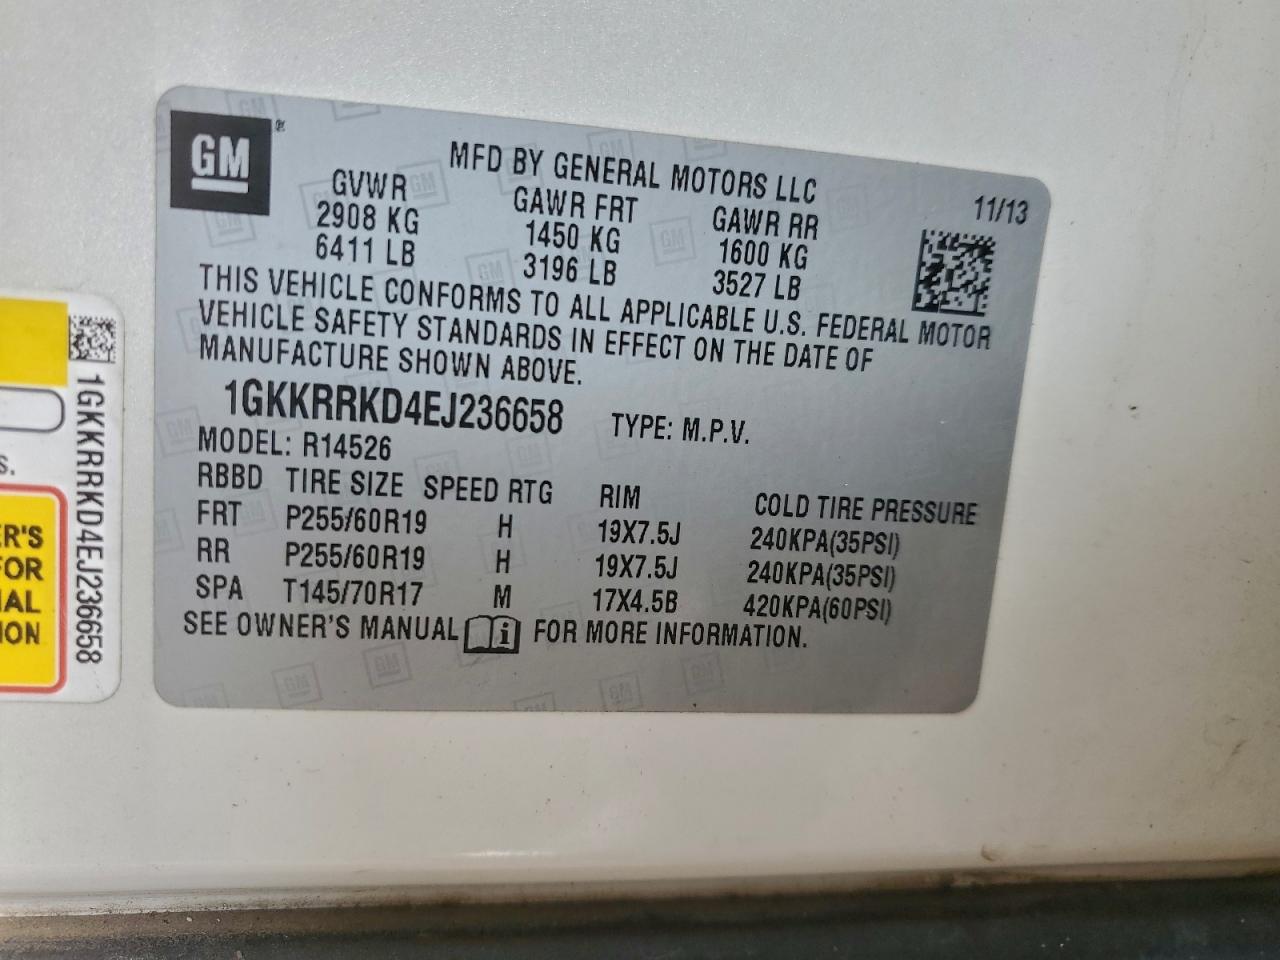 GM
MFD BY GENERAL MOTORS LLC
11/13
GVWR GAWR FRT GAWR RR
2908 KG 1450 KG 1600 KG
6411 LB 3196 LB 3527 LB
THIS VEHICLE CONFORMS TO ALL APPLICABLE U.S. FEDERAL MOTOR
VEHICLE SAFETY STANDARDS IN EFFECT ON THE DATE OF
MANUFACTURE SHOWN ABOVE.
1GKKRRKD4EJ236658 TYPE: M.P.V.
MODEL: R14526
RBBD TIRE SIZE SPEED RTG RIM COLD TIRE PRESSURE
FRT P255/60R19 H 19X7.5J 240KPA(35PSI)
RR P255/60R19 H 19X7.5J 240KPA(35PSI)
SPA T145/70R17 M 17X4.5B 420KPA(60PSI)
SEE OWNER'S MANUAL i FOR MORE INFORMATION.
1GKKRRKD4EJ236658
S.
ER'S
FOR
IAL
ION